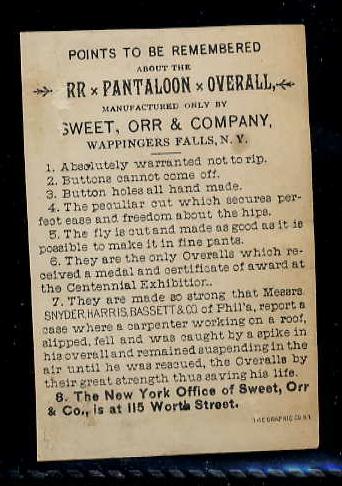 POINTS TO BE REMEMBERED
ABOUT THE
RR × PANTALOON × OVERALL,
MANUFACTURED ONLY BY
SWEET, ORR & COMPANY,
WAPPINGERS FALLS, N. Y.
1. Absolutely warranted not to rip.
2. Buttons cannot come off.
3. Button holes all hand made.
4. The peculiar cut which secures per-
fect ease and freedom about the hips.
5. The fly is cut and made as good as it is
possible to make it in fine pants.
6. They are the only Overalls which re-
ceived a medal and certificate of award at
the Centennial Exhibition.
7. They are made so strong that Messrs.
SNYDER, HARRIS, BASSETT & CO of Phil'a, report a
case where a carpenter working on a roof,
slipped, fell and was caught by a spike in
his overall and remained suspending in the
air until he was rescued, the Overalls by
their great strength thus saving his life.
8. The New York Office of Sweet, Orr
& Co., is at 115 Worth Street.
THE GRAPHIC CO N.Y.